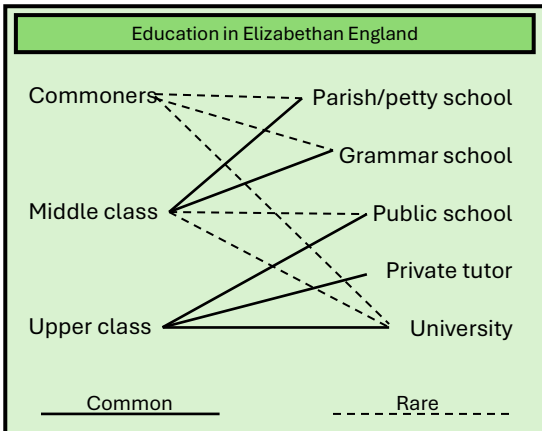 Education in Elizabethan England
Commoners
Parish/petty school
Grammar school
Middle class
Public school
Private tutor
Upper class
University
Common
Rare